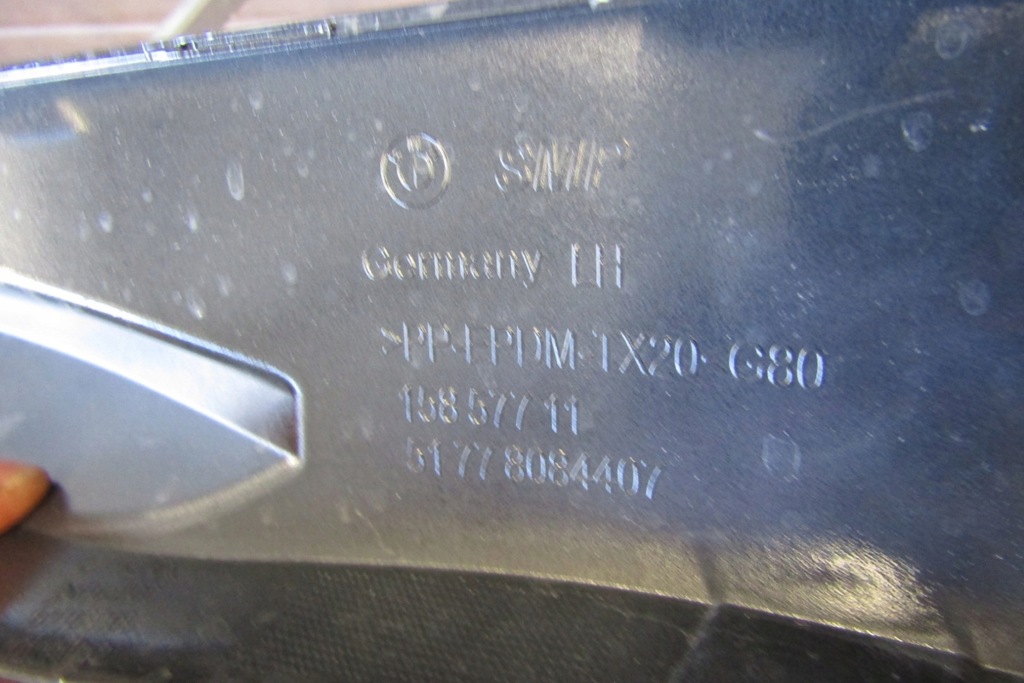 SMP
Germany LH
>PP+EPDM-TX20- G80
158 577 11
51 77 8084407